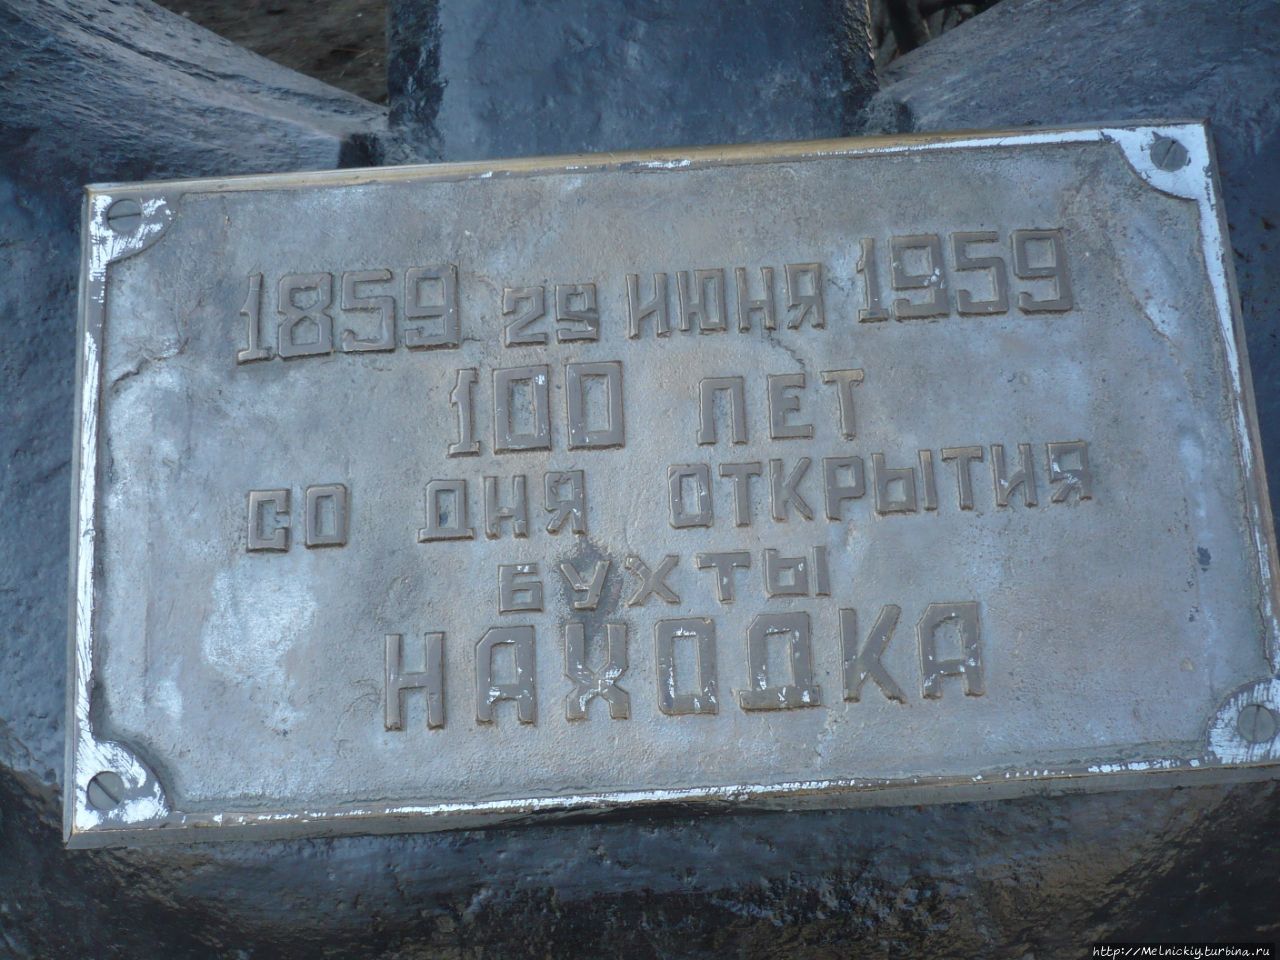 1859 29 ИЮНЯ 1959
100 ЛЕТ
СО ДНЯ ОТКРЫТИЯ
БУХТЫ
НАХОДКА
http://Melnickiy.turbina.ru